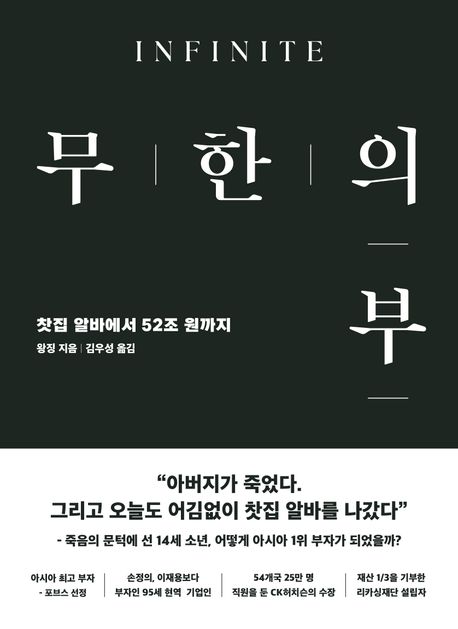 INFINITE
무 | 한 | 의
부
찻집 알바에서 52조 원까지
왕징 지음 | 김우성 옮김
“아버지가 죽었다.
그리고 오늘도 어김없이 찻집 알바를 나갔다”
- 죽음의 문턱에 선 14세 소년, 어떻게 아시아 1위 부자가 되었을까?
아시아 최고 부자
- 포브스 선정
손정의, 이재용보다
부자인 95세 현역 기업인
54개국 25만 명
직원을 둔 CK허치슨의 수장
재산 1/3을 기부한
리카싱재단 설립자